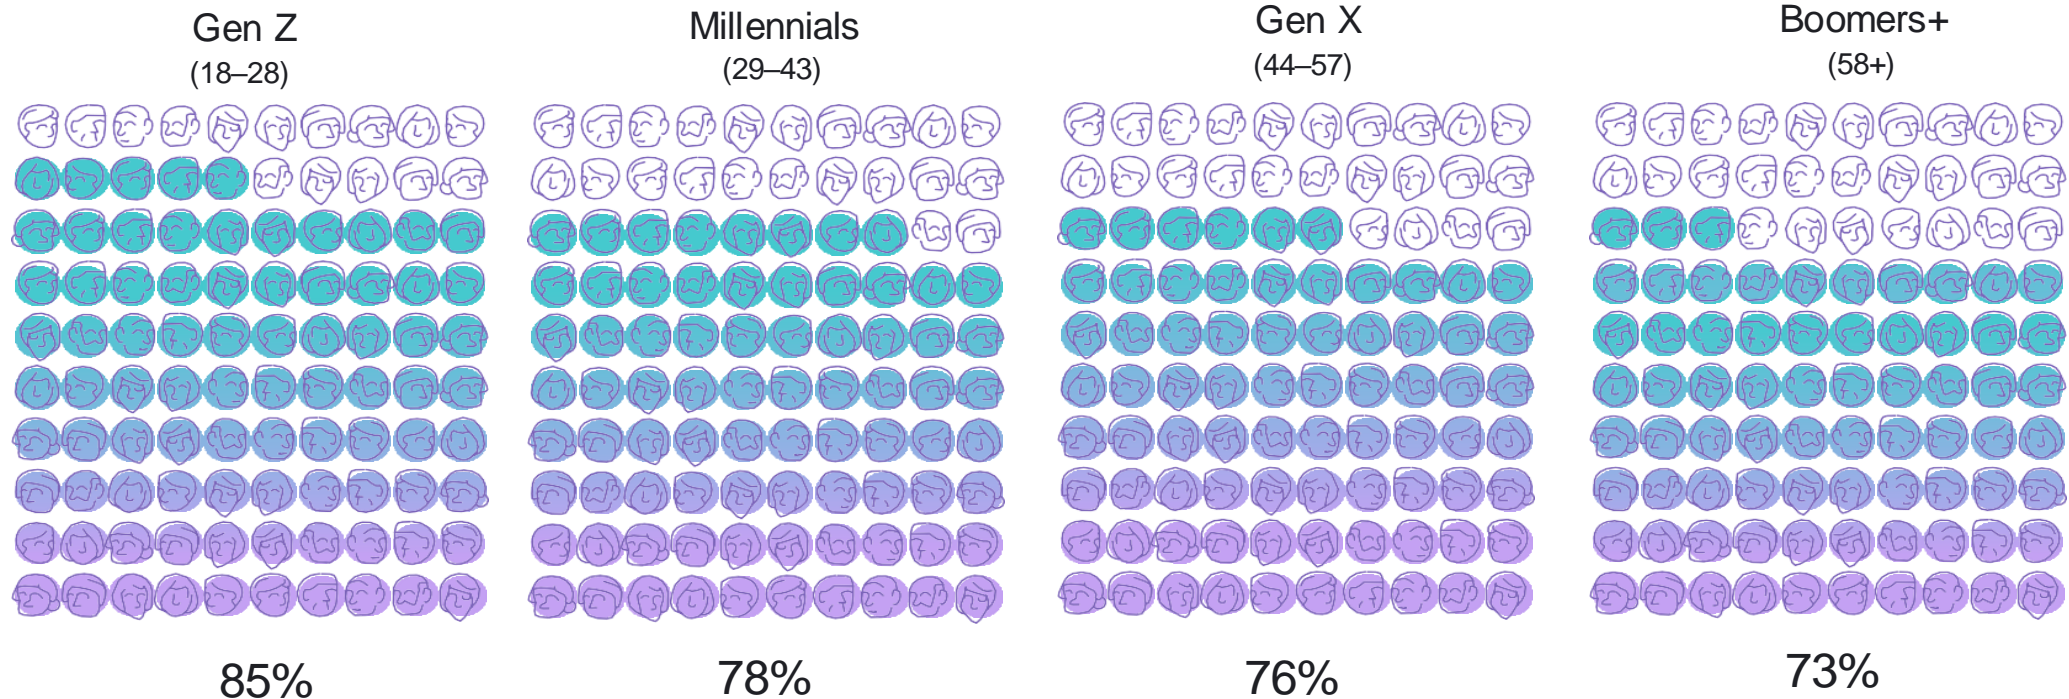 Gen Z
(18–28)
85%
Millennials
(29–43)
78%
Gen X
(44–57)
76%
Boomers+
(58+)
73%